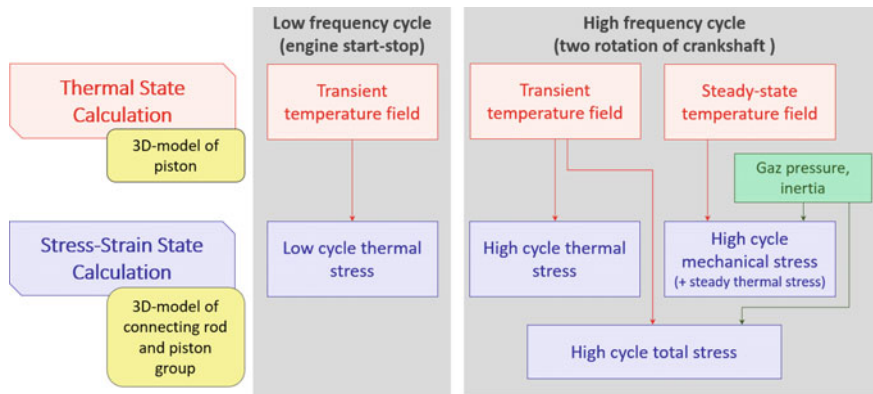 Low frequency cycle
(engine start-stop)
High frequency cycle
(two rotation of crankshaft )
Thermal State
Calculation
3D-model of
piston
Transient
temperature field
Transient
temperature field
Steady-state
temperature field
Gaz pressure,
inertia
Stress-Strain State
Calculation
3D-model of
connecting rod
and piston
group
Low cycle thermal
stress
High cycle thermal
stress
High cycle
mechanical stress
(+ steady thermal stress)
High cycle total stress